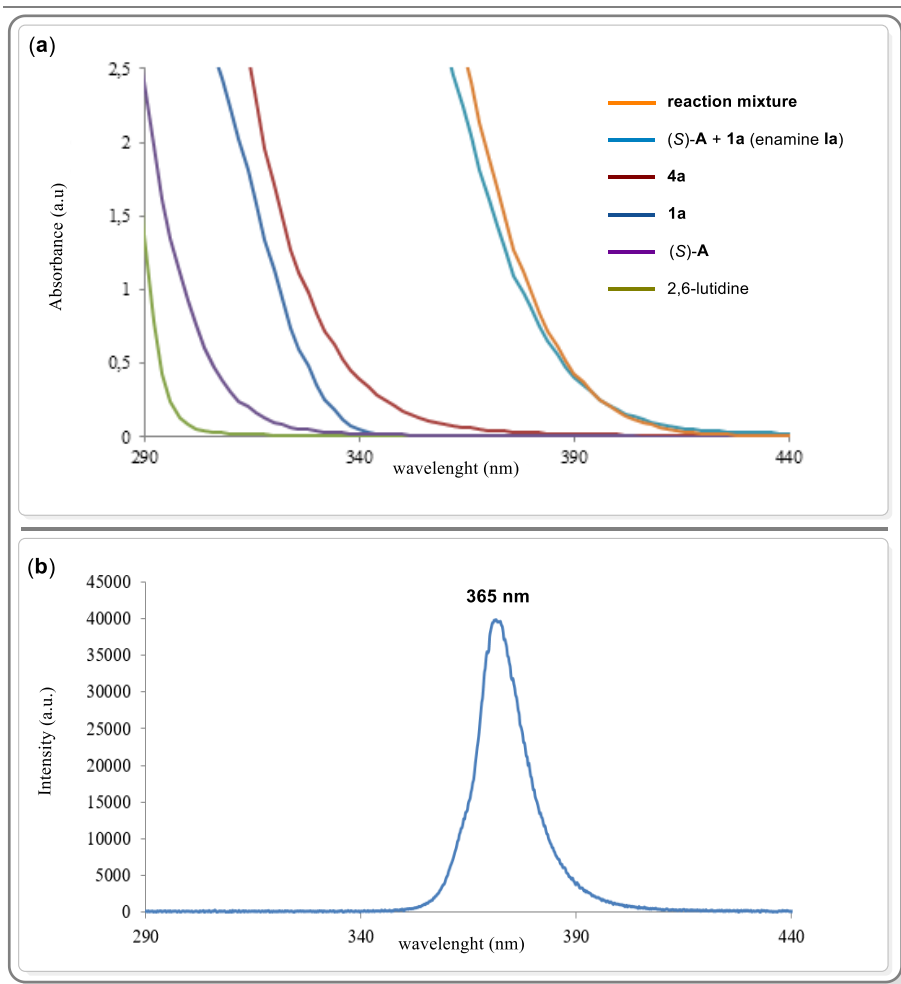 (a)
2,5
2
1,5
1
0,5
0
Absorbance (a.u)
290
340
390
440
wavelenght (nm)
reaction mixture
(S)-A + 1a (enamine Ia)
4a
1a
(S)-A
2,6-lutidine
(b)
365 nm
45000
40000
35000
30000
25000
20000
15000
10000
5000
0
Intensity (a.u.)
290
340
390
440
wavelenght (nm)